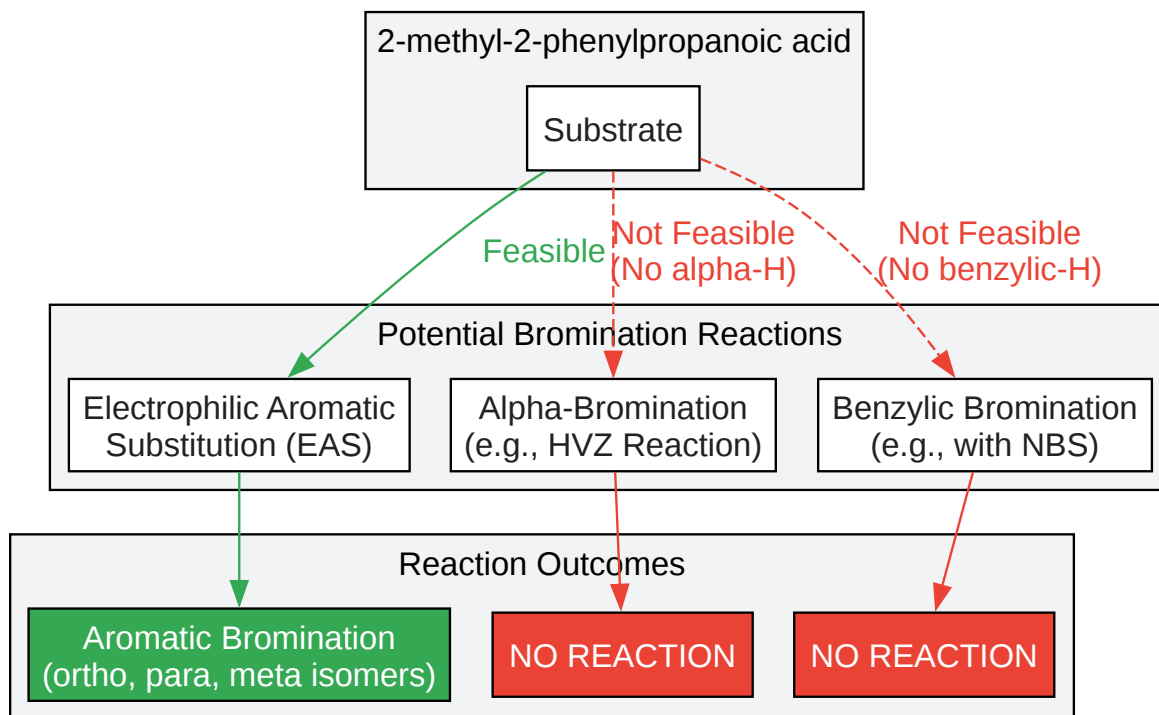 2-methyl-2-phenylpropanoic acid
Substrate
Feasible
Not Feasible
(No alpha-H)
Not Feasible
(No benzylic-H)
Potential Bromination Reactions
Electrophilic Aromatic
Substitution (EAS)
Alpha-Bromination
(e.g., HVZ Reaction)
Benzylic Bromination
(e.g., with NBS)
Reaction Outcomes
Aromatic Bromination
(ortho, para, meta isomers)
NO REACTION
NO REACTION